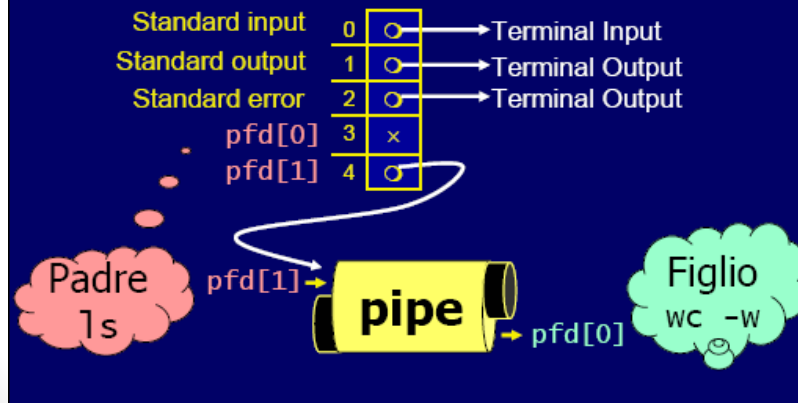 Standard input 0 Terminal Input
Standard output 1 Terminal Output
Standard error 2 Terminal Output
pfd[0] 3 ×
pfd[1] 4
Padre
ls
pfd[1]
pipe
pfd[0]
Figlio
wc -w